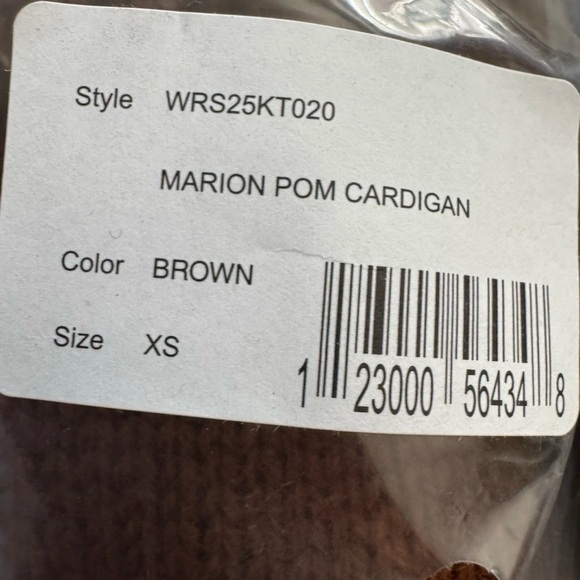 Style WRS25KT020
MARION POM CARDIGAN
Color BROWN
Size XS
1 23000 56434 8